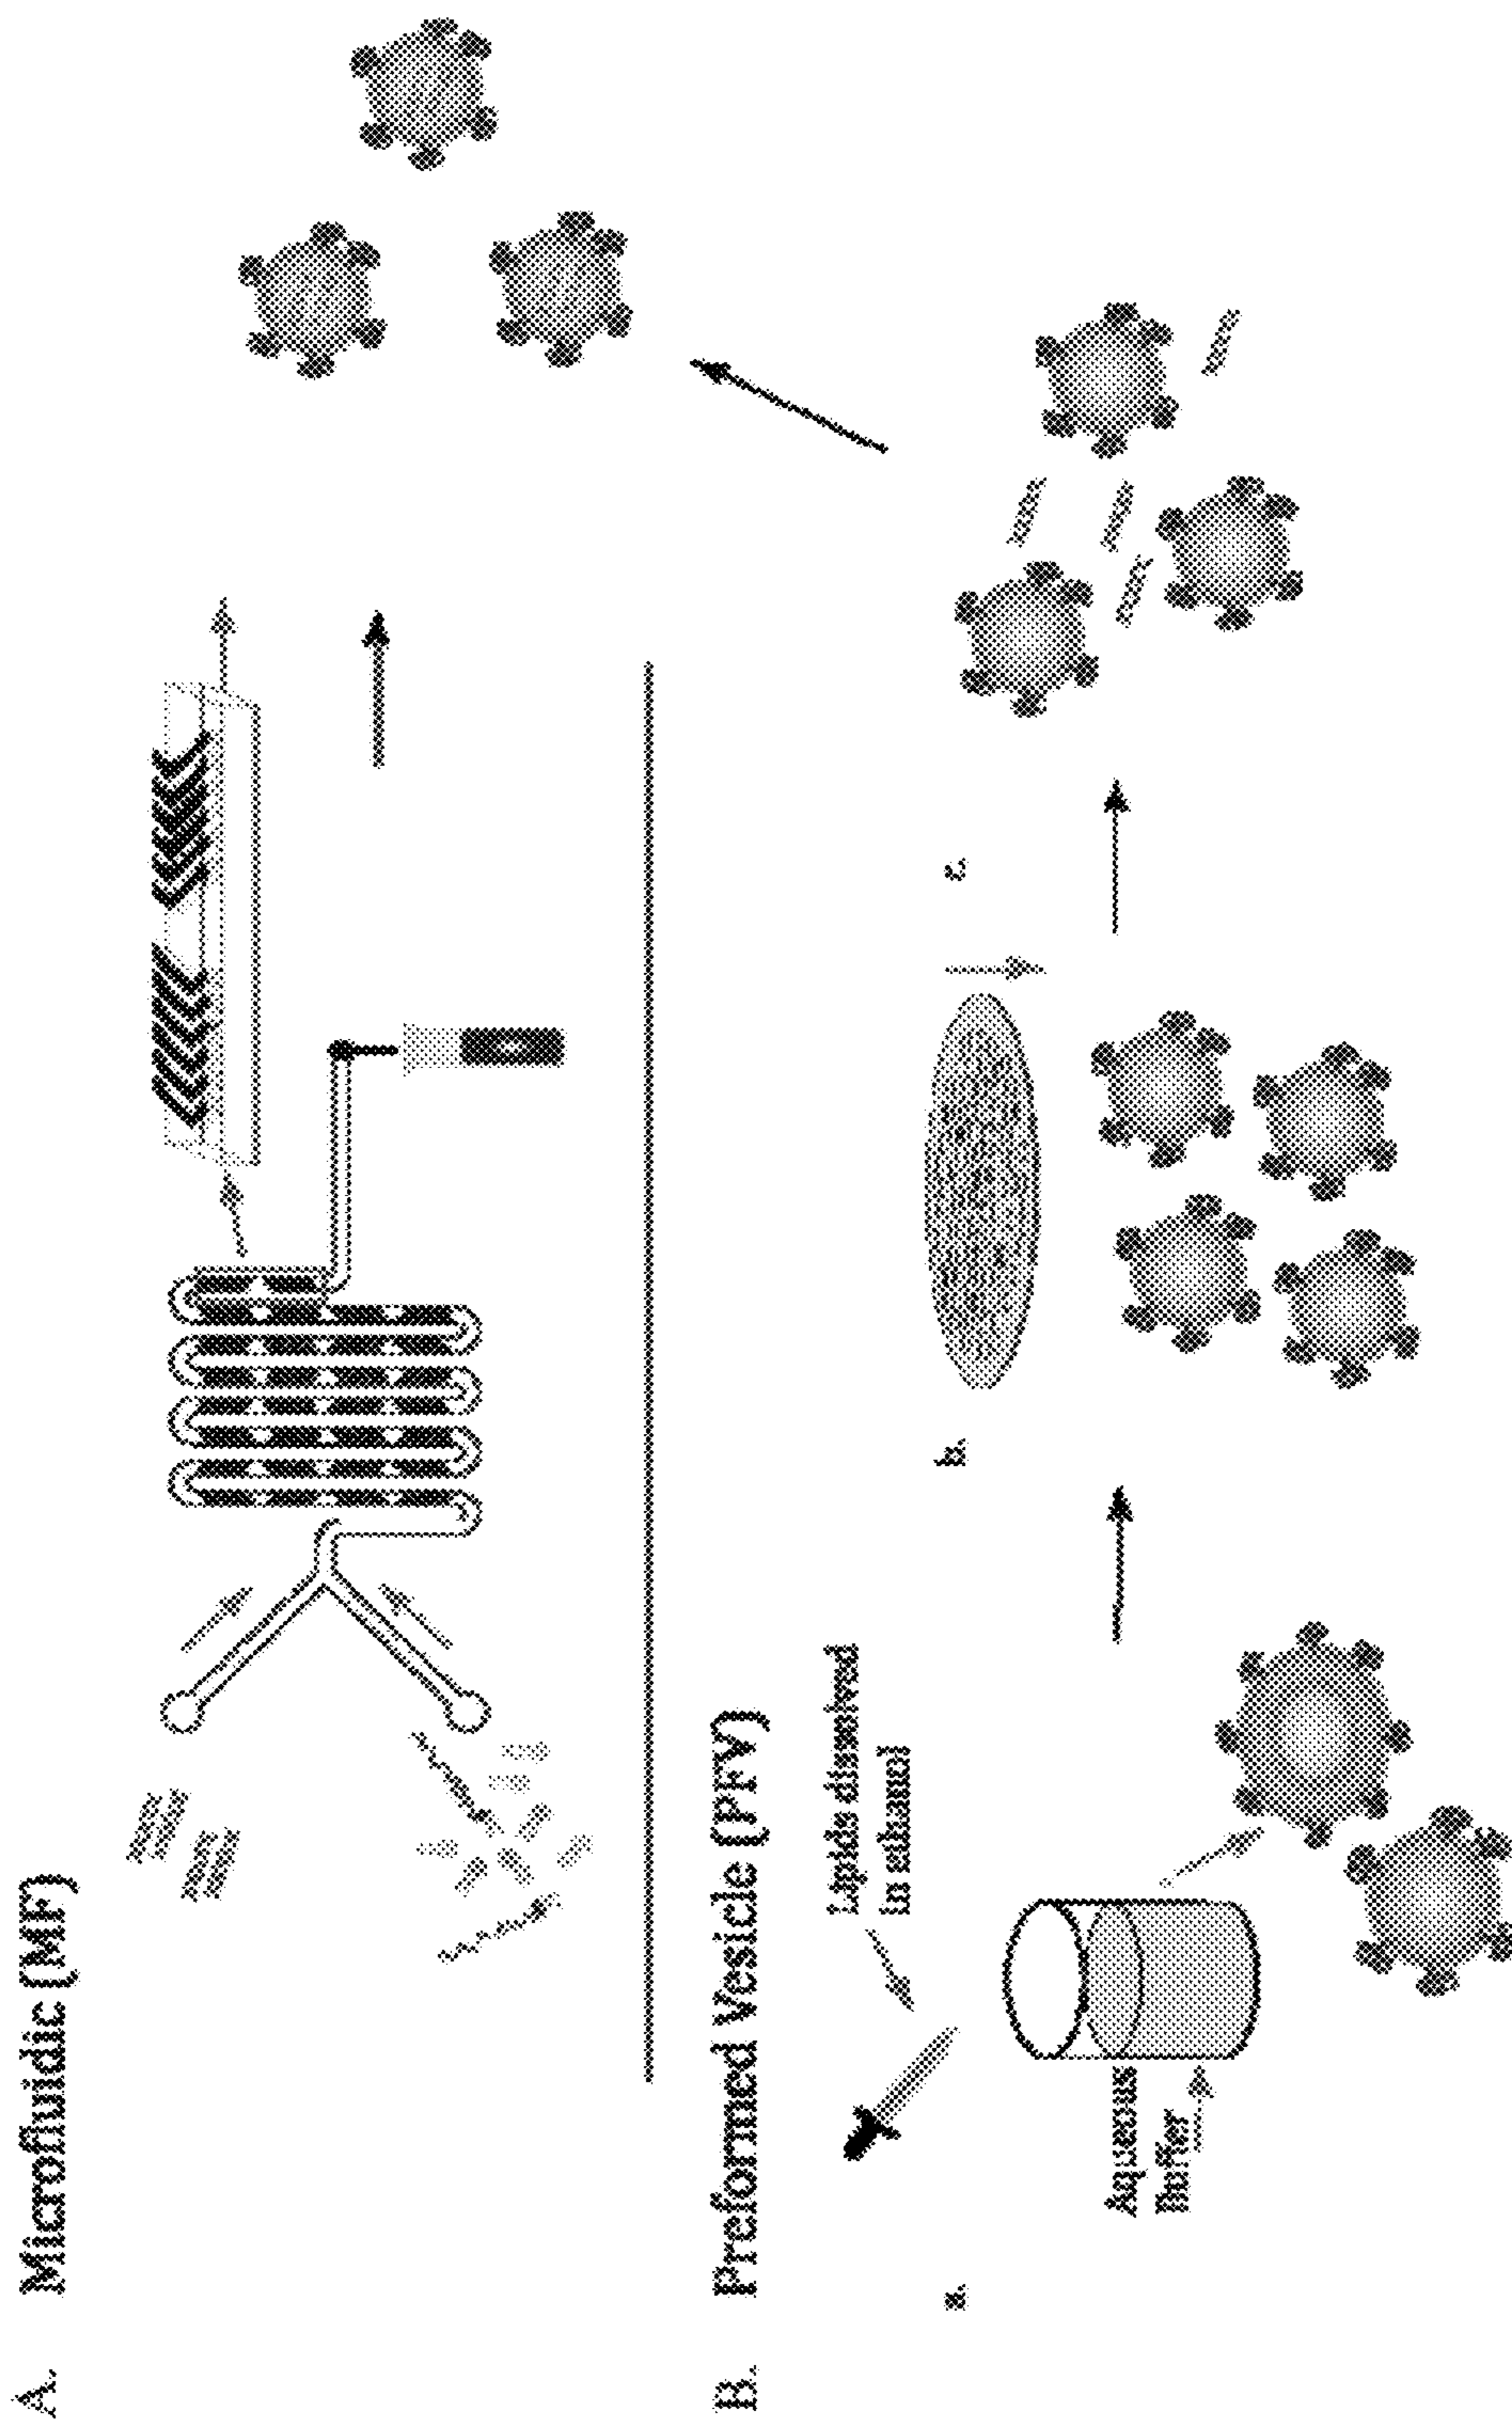 A. Microfluidic (MF)
B. Preformed Vesicle (PFV)
Lipids dissolved
in ethanol
a.
Aqueous
Buffer
b.
c.